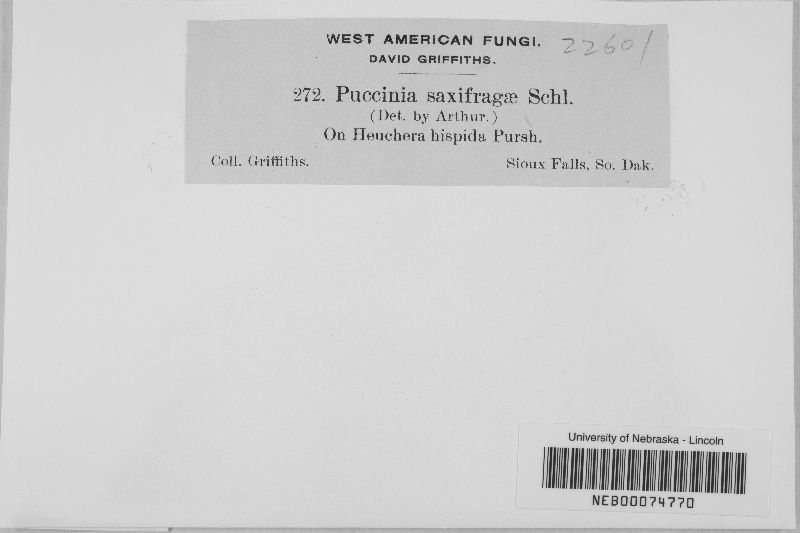 WEST AMERICAN FUNGI. 22601
DAVID GRIFFITHS.
272. Puccinia saxifragæ Schl.
(Det. by Arthur.)
On Heuchera hispida Pursh.
Coll. Griffiths. Sioux Falls, So. Dak.
University of Nebraska - Lincoln
NEB00074770